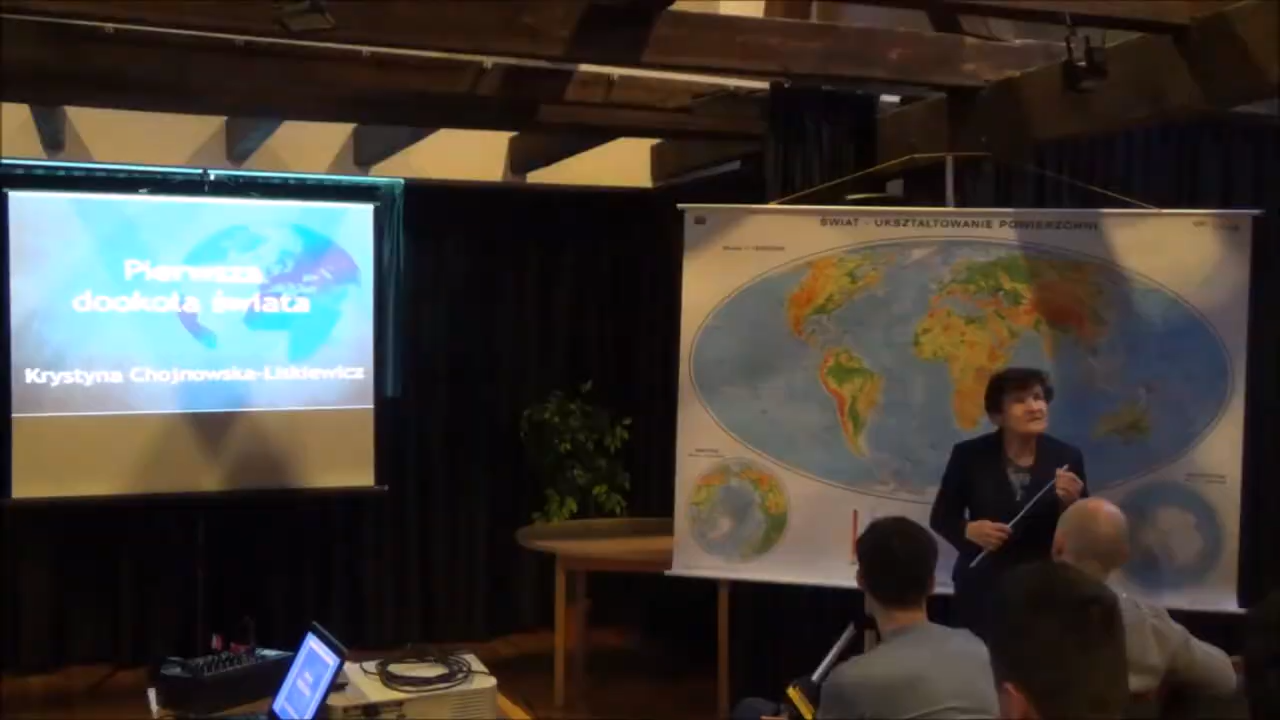 Pierwsza
dookoła świata
Krystyna Chojnowska-Liskiewicz
ŚWIAT - UKSZTAŁTOWANIE POWIERZCHNI